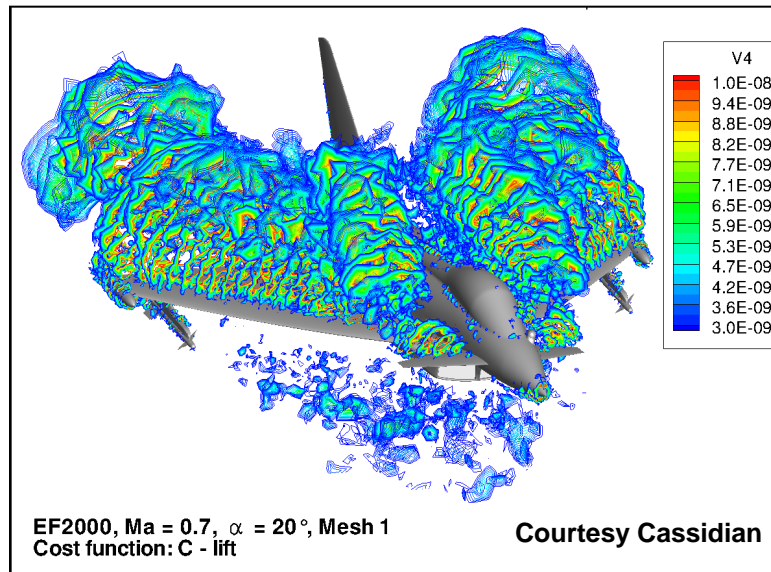 V4
1.0E-08
9.4E-09
8.8E-09
8.2E-09
7.7E-09
7.1E-09
6.5E-09
5.9E-09
5.3E-09
4.7E-09
4.2E-09
3.6E-09
3.0E-09
EF2000, Ma = 0.7, α = 20°, Mesh 1
Cost function: C - lift
Courtesy Cassidian